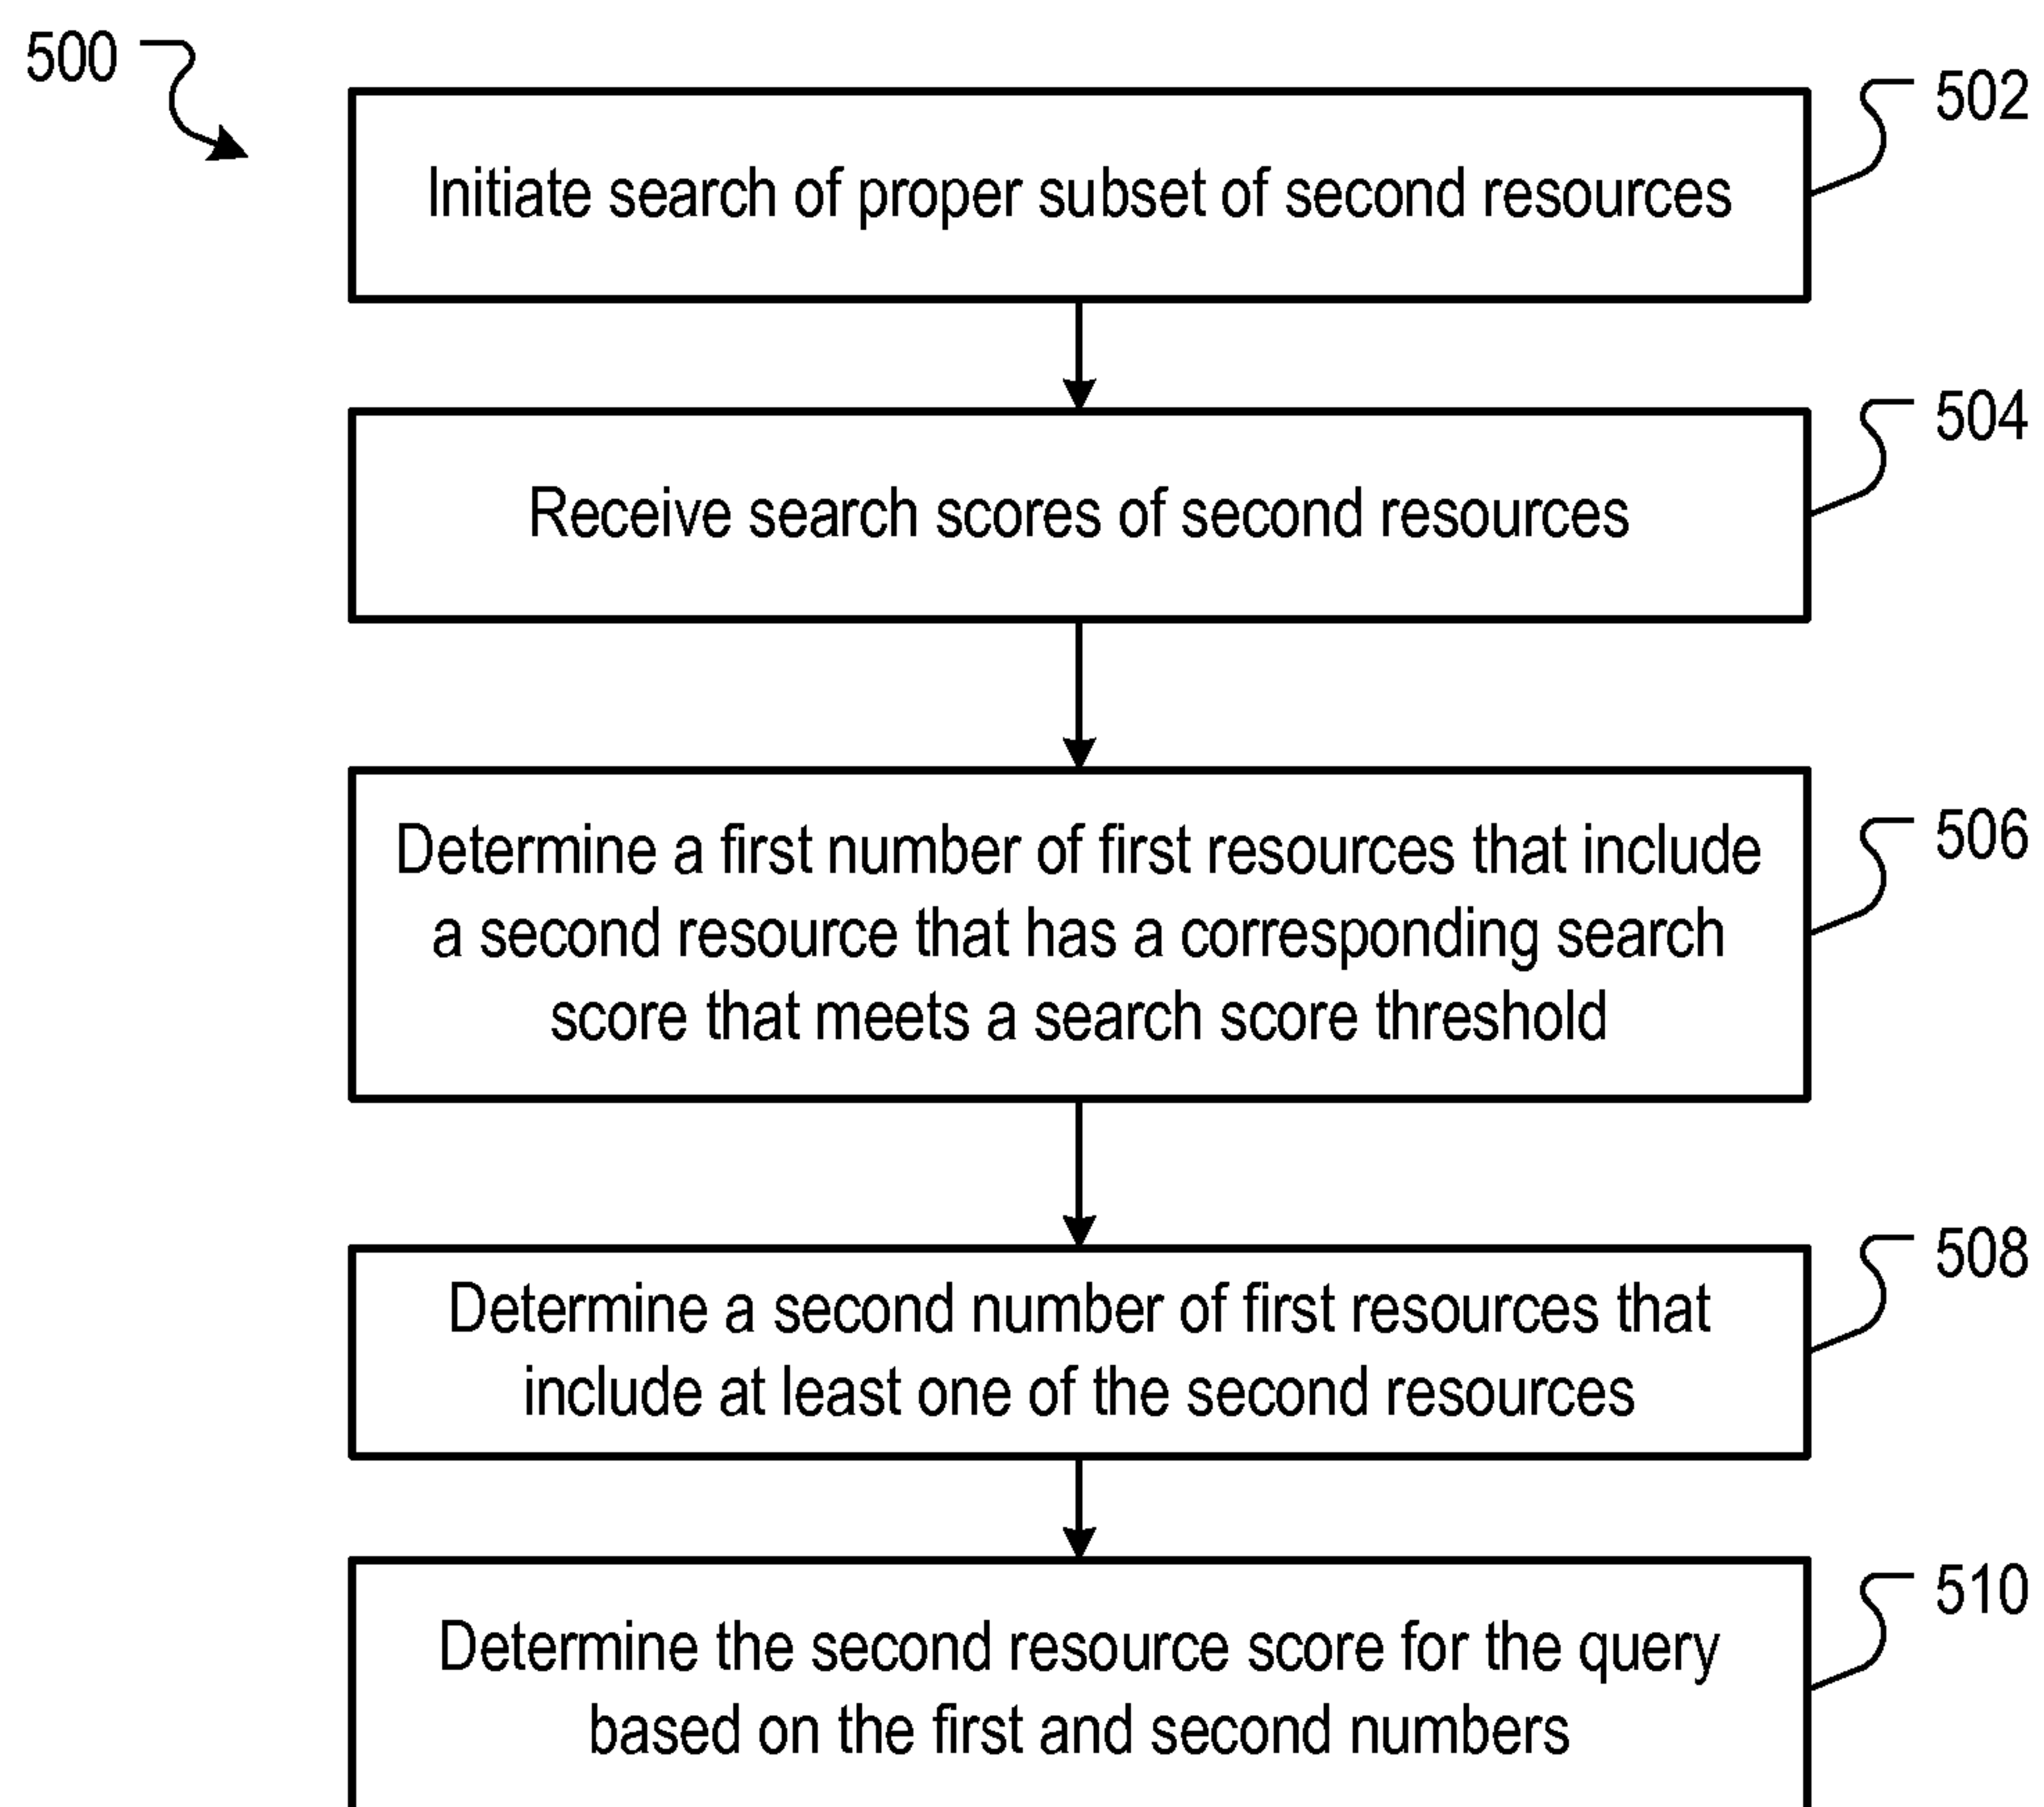 500
502
Initiate search of proper subset of second resources
504
Receive search scores of second resources
506
Determine a first number of first resources that include
a second resource that has a corresponding search
score that meets a search score threshold
508
Determine a second number of first resources that
include at least one of the second resources
510
Determine the second resource score for the query
based on the first and second numbers